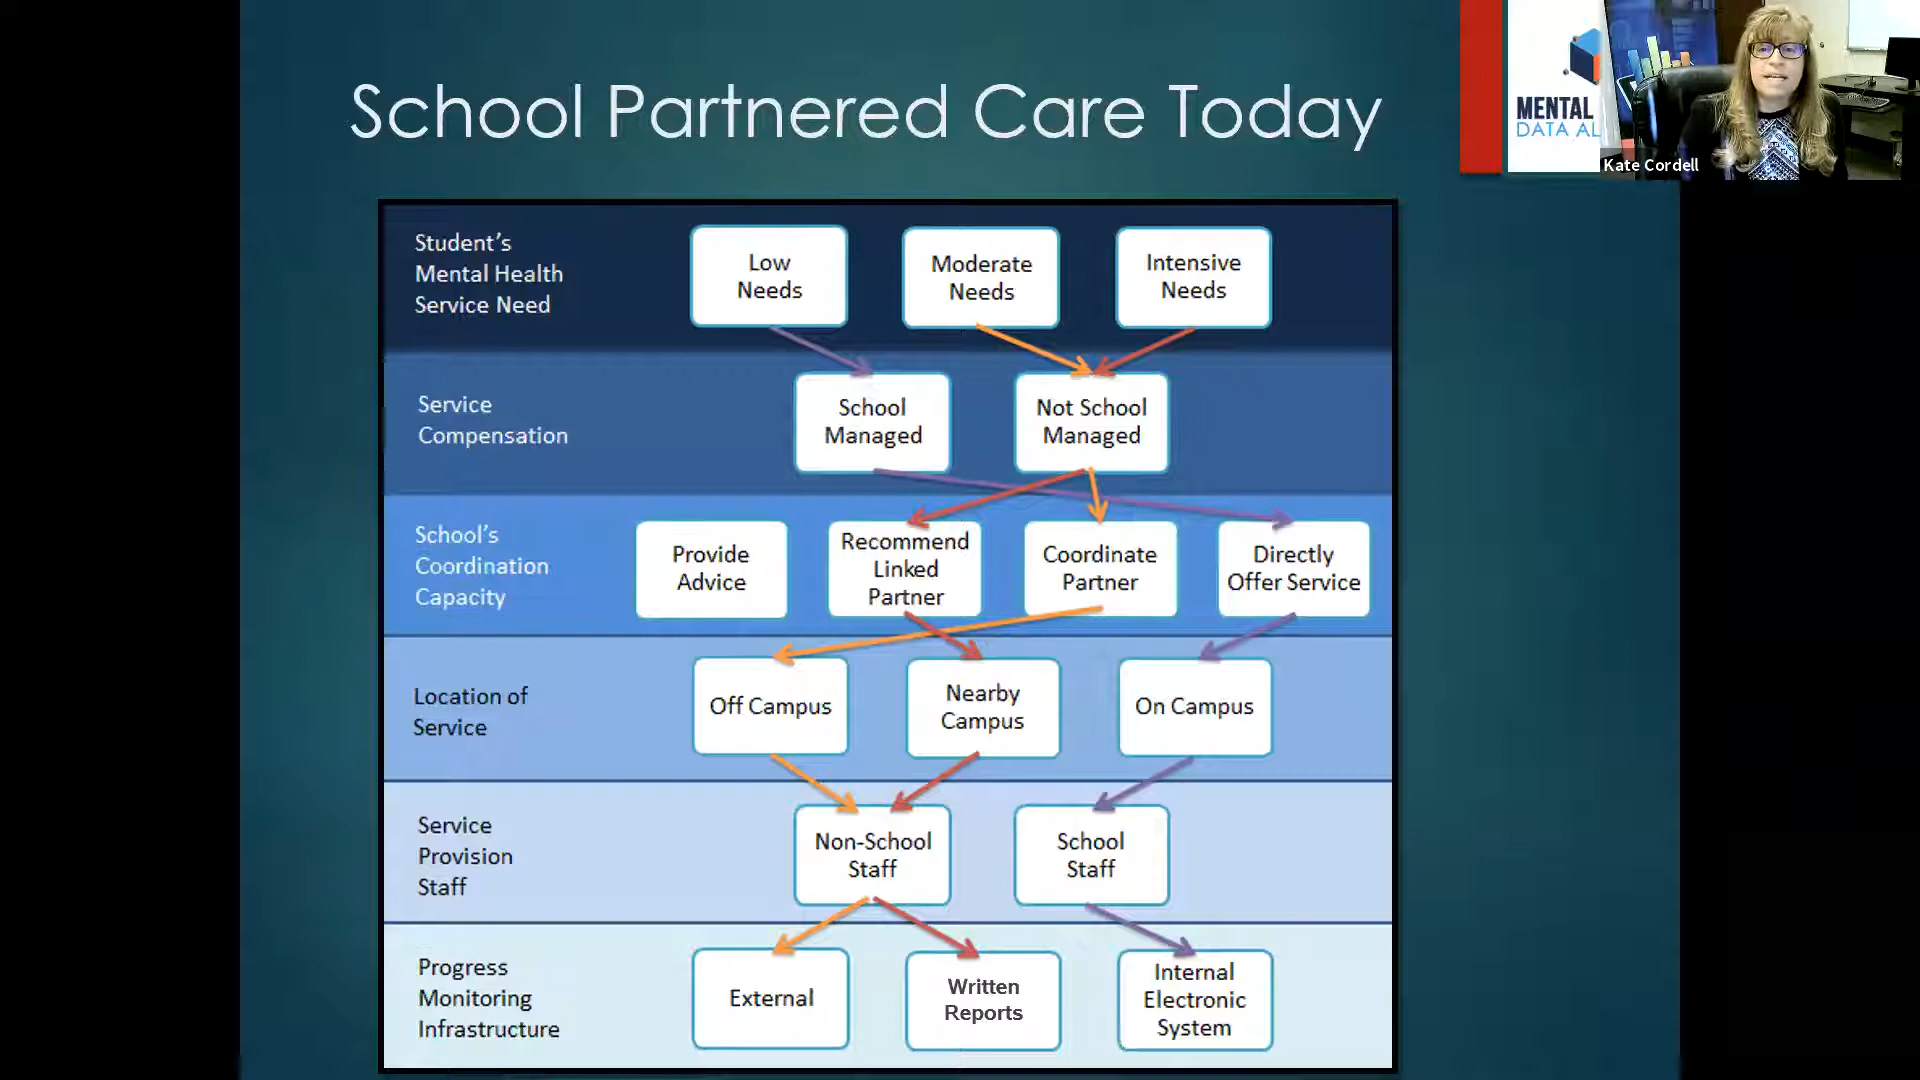 School Partnered Care Today
MENTAL
DATA AL
Kate Cordell
Student's
Mental Health
Service Need
Low
Needs
Moderate
Needs
Intensive
Needs
Service
Compensation
School
Managed
Not School
Managed
School's
Coordination
Capacity
Provide
Advice
Recommend
Linked
Partner
Coordinate
Partner
Directly
Offer Service
Location of
Service
Off Campus
Nearby
Campus
On Campus
Service
Provision
Staff
Non-School
Staff
School
Staff
Progress
Monitoring
Infrastructure
External
Written
Reports
Internal
Electronic
System